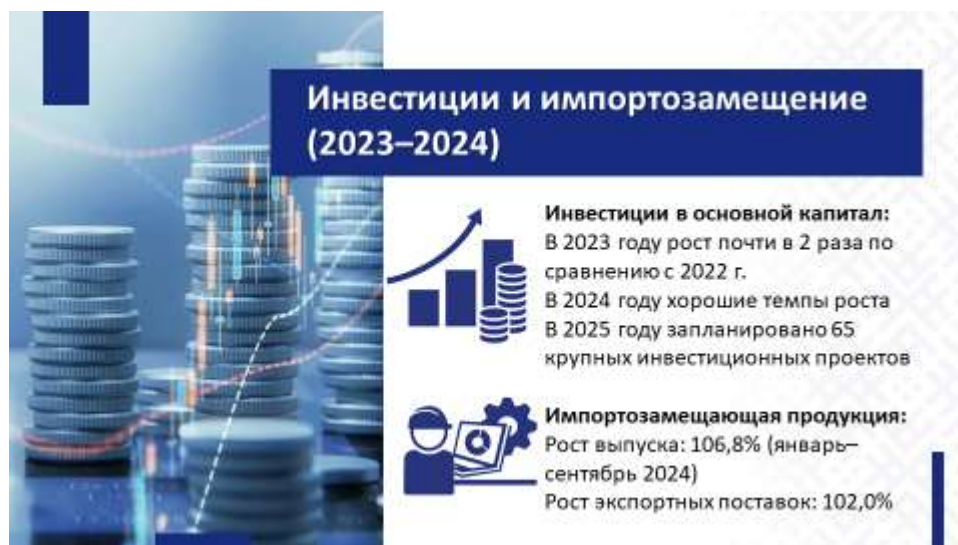 Инвестиции и импортозамещение
(2023–2024)
Инвестиции в основной капитал:
В 2023 году рост почти в 2 раза по
сравнению с 2022 г.
В 2024 году хорошие темпы роста
В 2025 году запланировано 65
крупных инвестиционных проектов
Импортозамещающая продукция:
Рост выпуска: 106,8% (январь–
сентябрь 2024)
Рост экспортных поставок: 102,0%